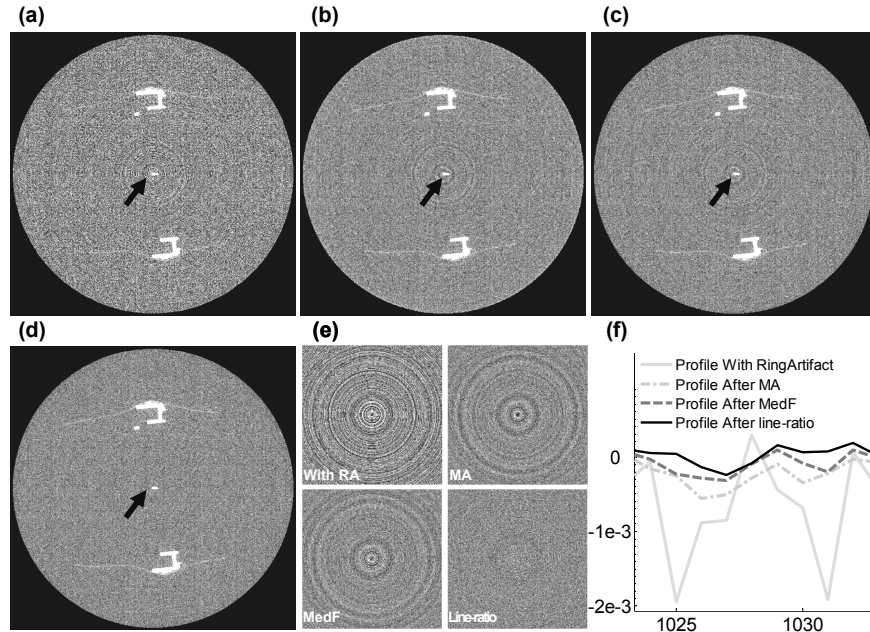 (a)
(b)
(c)
(d)
(e)
With RA
MA
MedF
Line-ratio
(f)
Profile With RingArtifact
Profile After MA
Profile After MedF
Profile After line-ratio
0
-1e-3
-2e-3
1025
1030